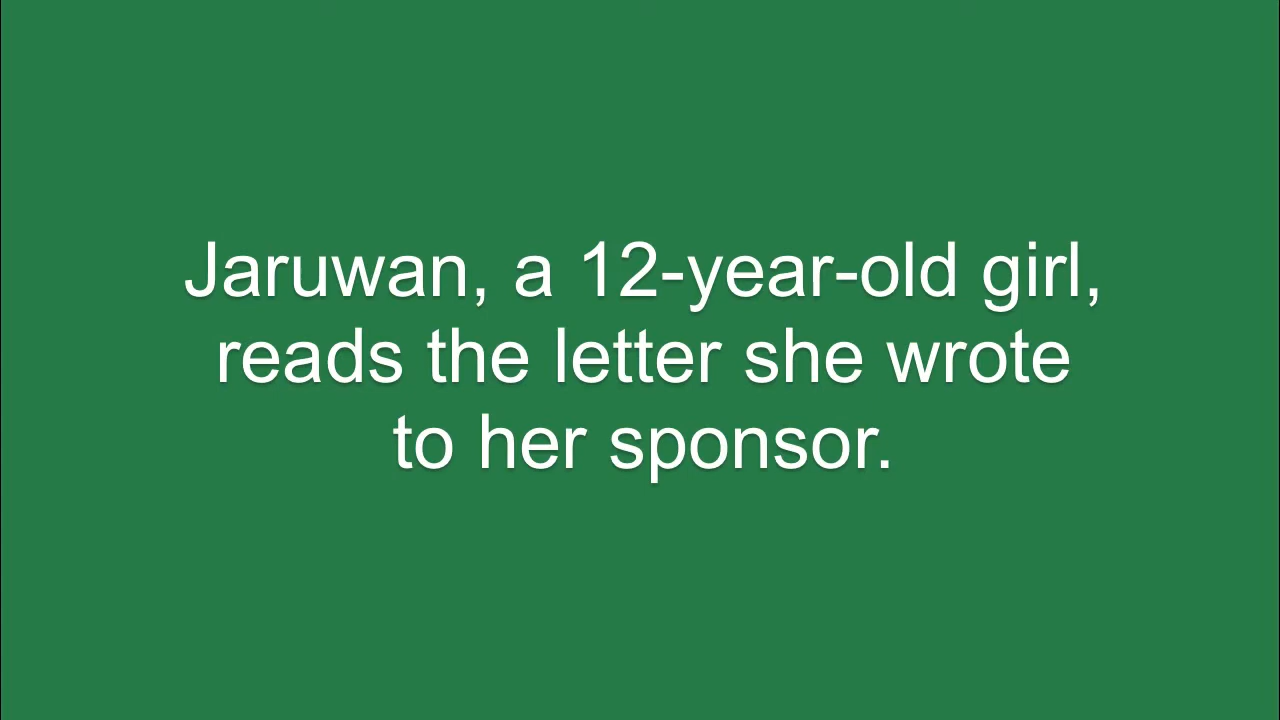 Jaruwan, a 12-year-old girl,
reads the letter she wrote
to her sponsor.